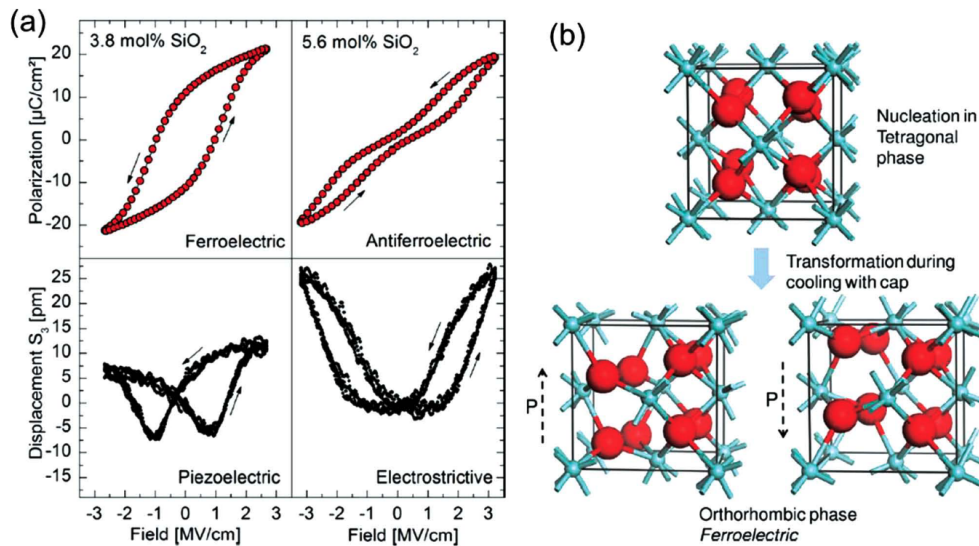 (a)
3.8 mol% SiO₂
5.6 mol% SiO₂
Polarization [μC/cm²]
20
10
0
-10
-20
Ferroelectric
Antiferroelectric
Displacement S₃ [pm]
25
20
15
10
5
0
-5
-10
-15
Piezoelectric
Electrostrictive
-3 -2 -1 0 1 2 3
-3 -2 -1 0 1 2 3
Field [MV/cm]
Field [MV/cm]
(b)
Nucleation in
Tetragonal
phase
Transformation during
cooling with cap
P
P
Orthorhombic phase
Ferroelectric